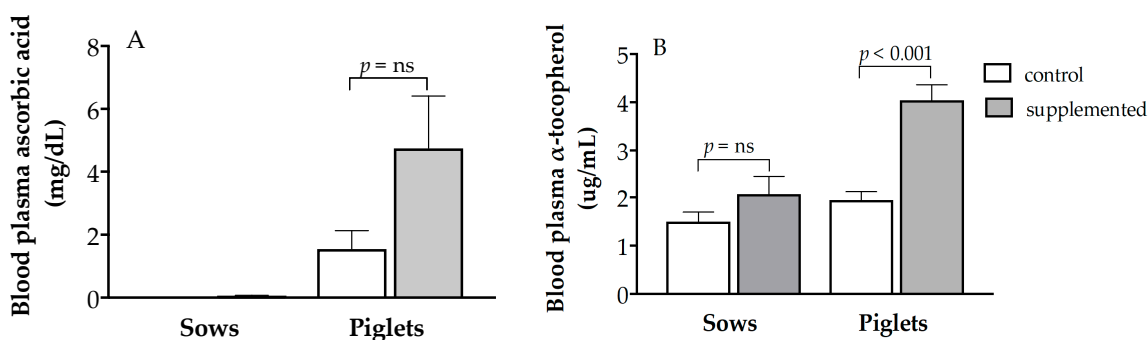 A
Blood plasma ascorbic acid
(mg/dL)
8
6
4
2
0
p = ns
Sows
Piglets
B
Blood plasma α-tocopherol
(ug/mL)
5
4
3
2
1
0
p = ns
p < 0.001
Sows
Piglets
control
supplemented